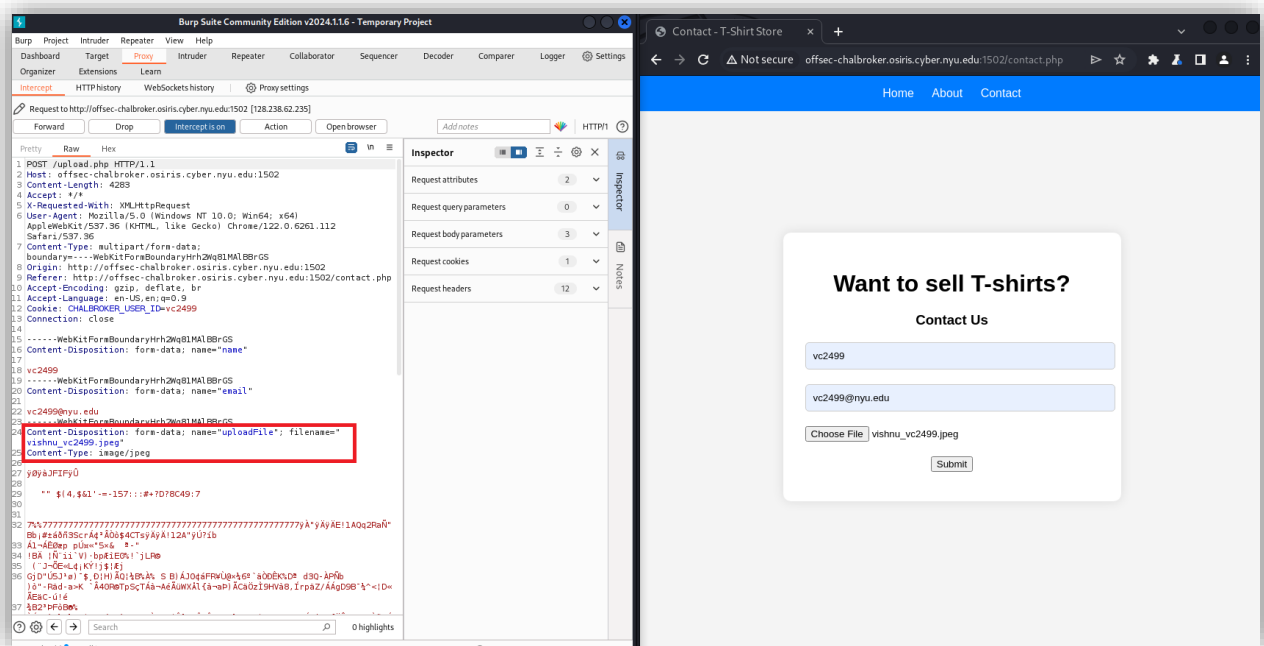 Burp Suite Community Edition v2024.1.1.6 - Temporary Project
Burp Project Intruder Repeater View Help
Dashboard Target Proxy Intruder Repeater Collaborator Sequencer Decoder Comparer Logger Settings
Organizer Extensions Learn
Intercept HTTP history WebSockets history Proxy settings
Request to http://offsec-chalbroker.osiris.cyber.nyu.edu:1502 [128.238.62.235]
Forward Drop Intercept is on Action Open browser Add notes HTTP/1
Pretty Raw Hex \n
1 POST /upload.php HTTP/1.1
2 Host: offsec-chalbroker.osiris.cyber.nyu.edu:1502
3 Content-Length: 4283
4 Accept: */*
5 X-Requested-With: XMLHttpRequest
6 User-Agent: Mozilla/5.0 (Windows NT 10.0; Win64; x64)
AppleWebKit/537.36 (KHTML, like Gecko) Chrome/122.0.6261.112
Safari/537.36
7 Content-Type: multipart/form-data;
boundary=----WebKitFormBoundaryHrh2Wq81MAlBBrGS
8 Origin: http://offsec-chalbroker.osiris.cyber.nyu.edu:1502
9 Referer: http://offsec-chalbroker.osiris.cyber.nyu.edu:1502/contact.php
10 Accept-Encoding: gzip, deflate, br
11 Accept-Language: en-US,en;q=0.9
12 Cookie: CHALBROKER_USER_ID=vc2499
13 Connection: close
14
15 ------WebKitFormBoundaryHrh2Wq81MAlBBrGS
16 Content-Disposition: form-data; name="name"
17
18 vc2499
19 ------WebKitFormBoundaryHrh2Wq81MAlBBrGS
20 Content-Disposition: form-data; name="email"
21
22 vc2499@nyu.edu
23 ------WebKitFormBoundaryHrh2Wq81MAlBBrGS
24 Content-Disposition: form-data; name="uploadFile"; filename="
vishnu_vc2499.jpeg"
25 Content-Type: image/jpeg
26
27
28
29
30
31
32
33
34
35
36
37
Search 0 highlights
Inspector
Request attributes 2
Request query parameters 0
Request body parameters 3
Request cookies 1
Request headers 12
Inspector
Notes
Contact - T-Shirt Store
Not secure offsec-chalbroker.osiris.cyber.nyu.edu:1502/contact.php
Home About Contact
Want to sell T-shirts?
Contact Us
vc2499
vc2499@nyu.edu
Choose File vishnu_vc2499.jpeg
Submit